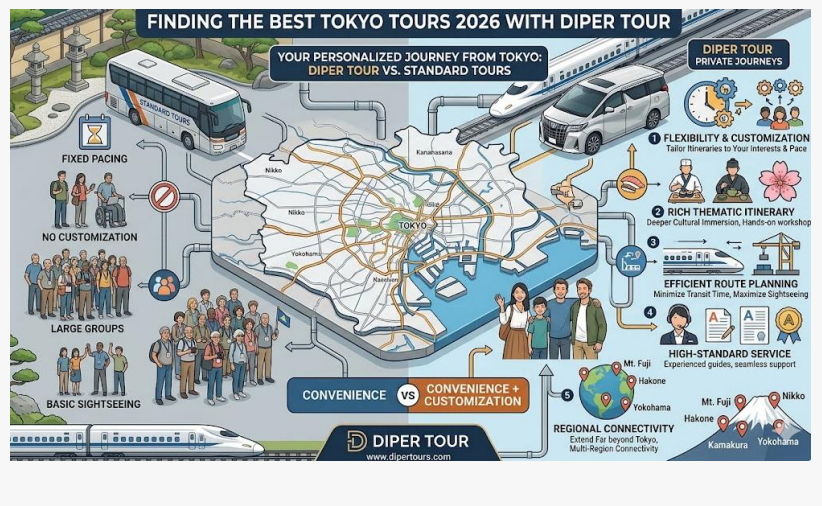 FINDING THE BEST TOKYO TOURS 2026 WITH DIPER TOUR
YOUR PERSONALIZED JOURNEY FROM TOKYO:
DIPER TOUR VS. STANDARD TOURS
DIPER TOUR
PRIVATE JOURNEYS
STANDARD TOURS
FIXED PACING
NO CUSTOMIZATION
LARGE GROUPS
BASIC SIGHTSEEING
Kanahasana
Nikko
Nikko
TOKYO
Yokohama
1 FLEXIBILITY & CUSTOMIZATION
Tailor Itineraries to Your Interests & Pace
2 RICH THEMATIC ITINERARY
Deeper Cultural Immersion, Hands-on workshop
3
EFFICIENT ROUTE PLANNING
Minimize Transit Time, Maximize Sightseeing
4
HIGH-STANDARD SERVICE
Experienced guides, seamless support
5
Mt. Fuji
Hakone
Yokohama
REGIONAL CONNECTIVITY
Extend Far beyond Tokyo,
Multi-Region Connectivity
Mt. Fuji
Nikko
Hakone
Kamakura
Yokohama
CONVENIENCE
VS
CONVENIENCE +
CUSTOMIZATION
DIPER TOUR
www.dipertours.com